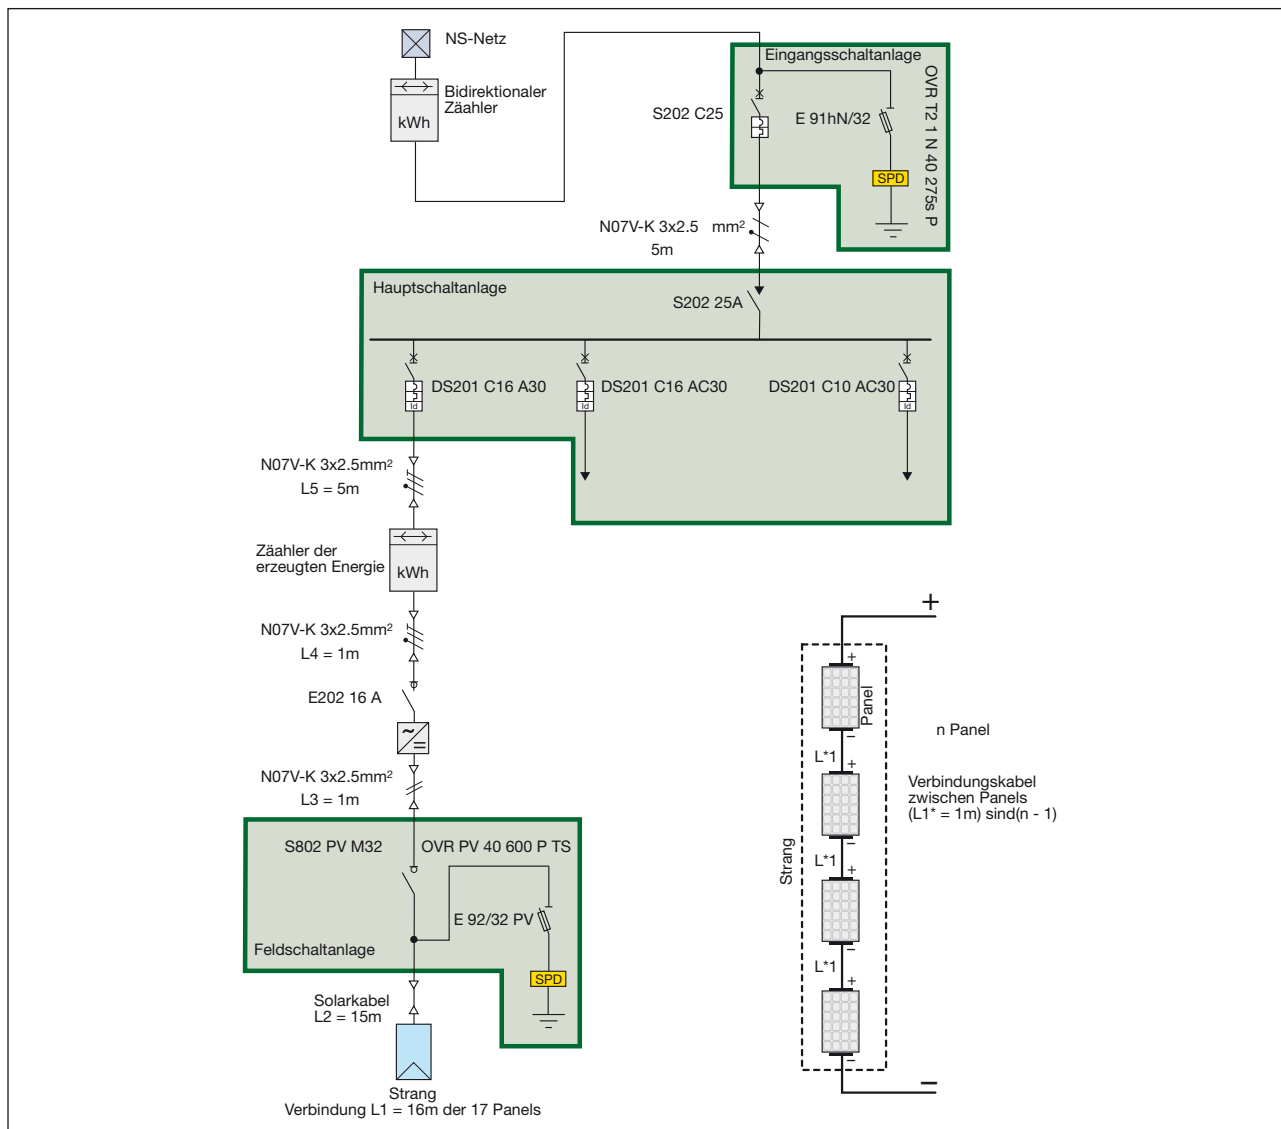 NS-Netz
Bidirektionaler
Zäahler
kWh
Eingangsschaltanlage
S202 C25
E 91hN/32
OVR T2 1 N 40 275s P
SPD
N07V-K 3x2.5 mm²
5m
Hauptschaltanlage
S202 25A
DS201 C16 A30
DS201 C16 AC30
DS201 C10 AC30
Id
Id
Id
N07V-K 3x2.5mm²
L5 = 5m
Zäahler der
erzeugten Energie
kWh
N07V-K 3x2.5mm²
L4 = 1m
E202 16 A
N07V-K 3x2.5mm²
L3 = 1m
S802 PV M32
OVR PV 40 600 P TS
E 92/32 PV
Feldschaltanlage
SPD
Solarkabel
L2 = 15m
Strang
Verbindung L1 = 16m der 17 Panels
+
+
Panel
−
L*1
+
−
L*1
+
−
L*1
+
−
−
Strang
n Panel
Verbindungskabel
zwischen Panels
(L1* = 1m) sind(n - 1)